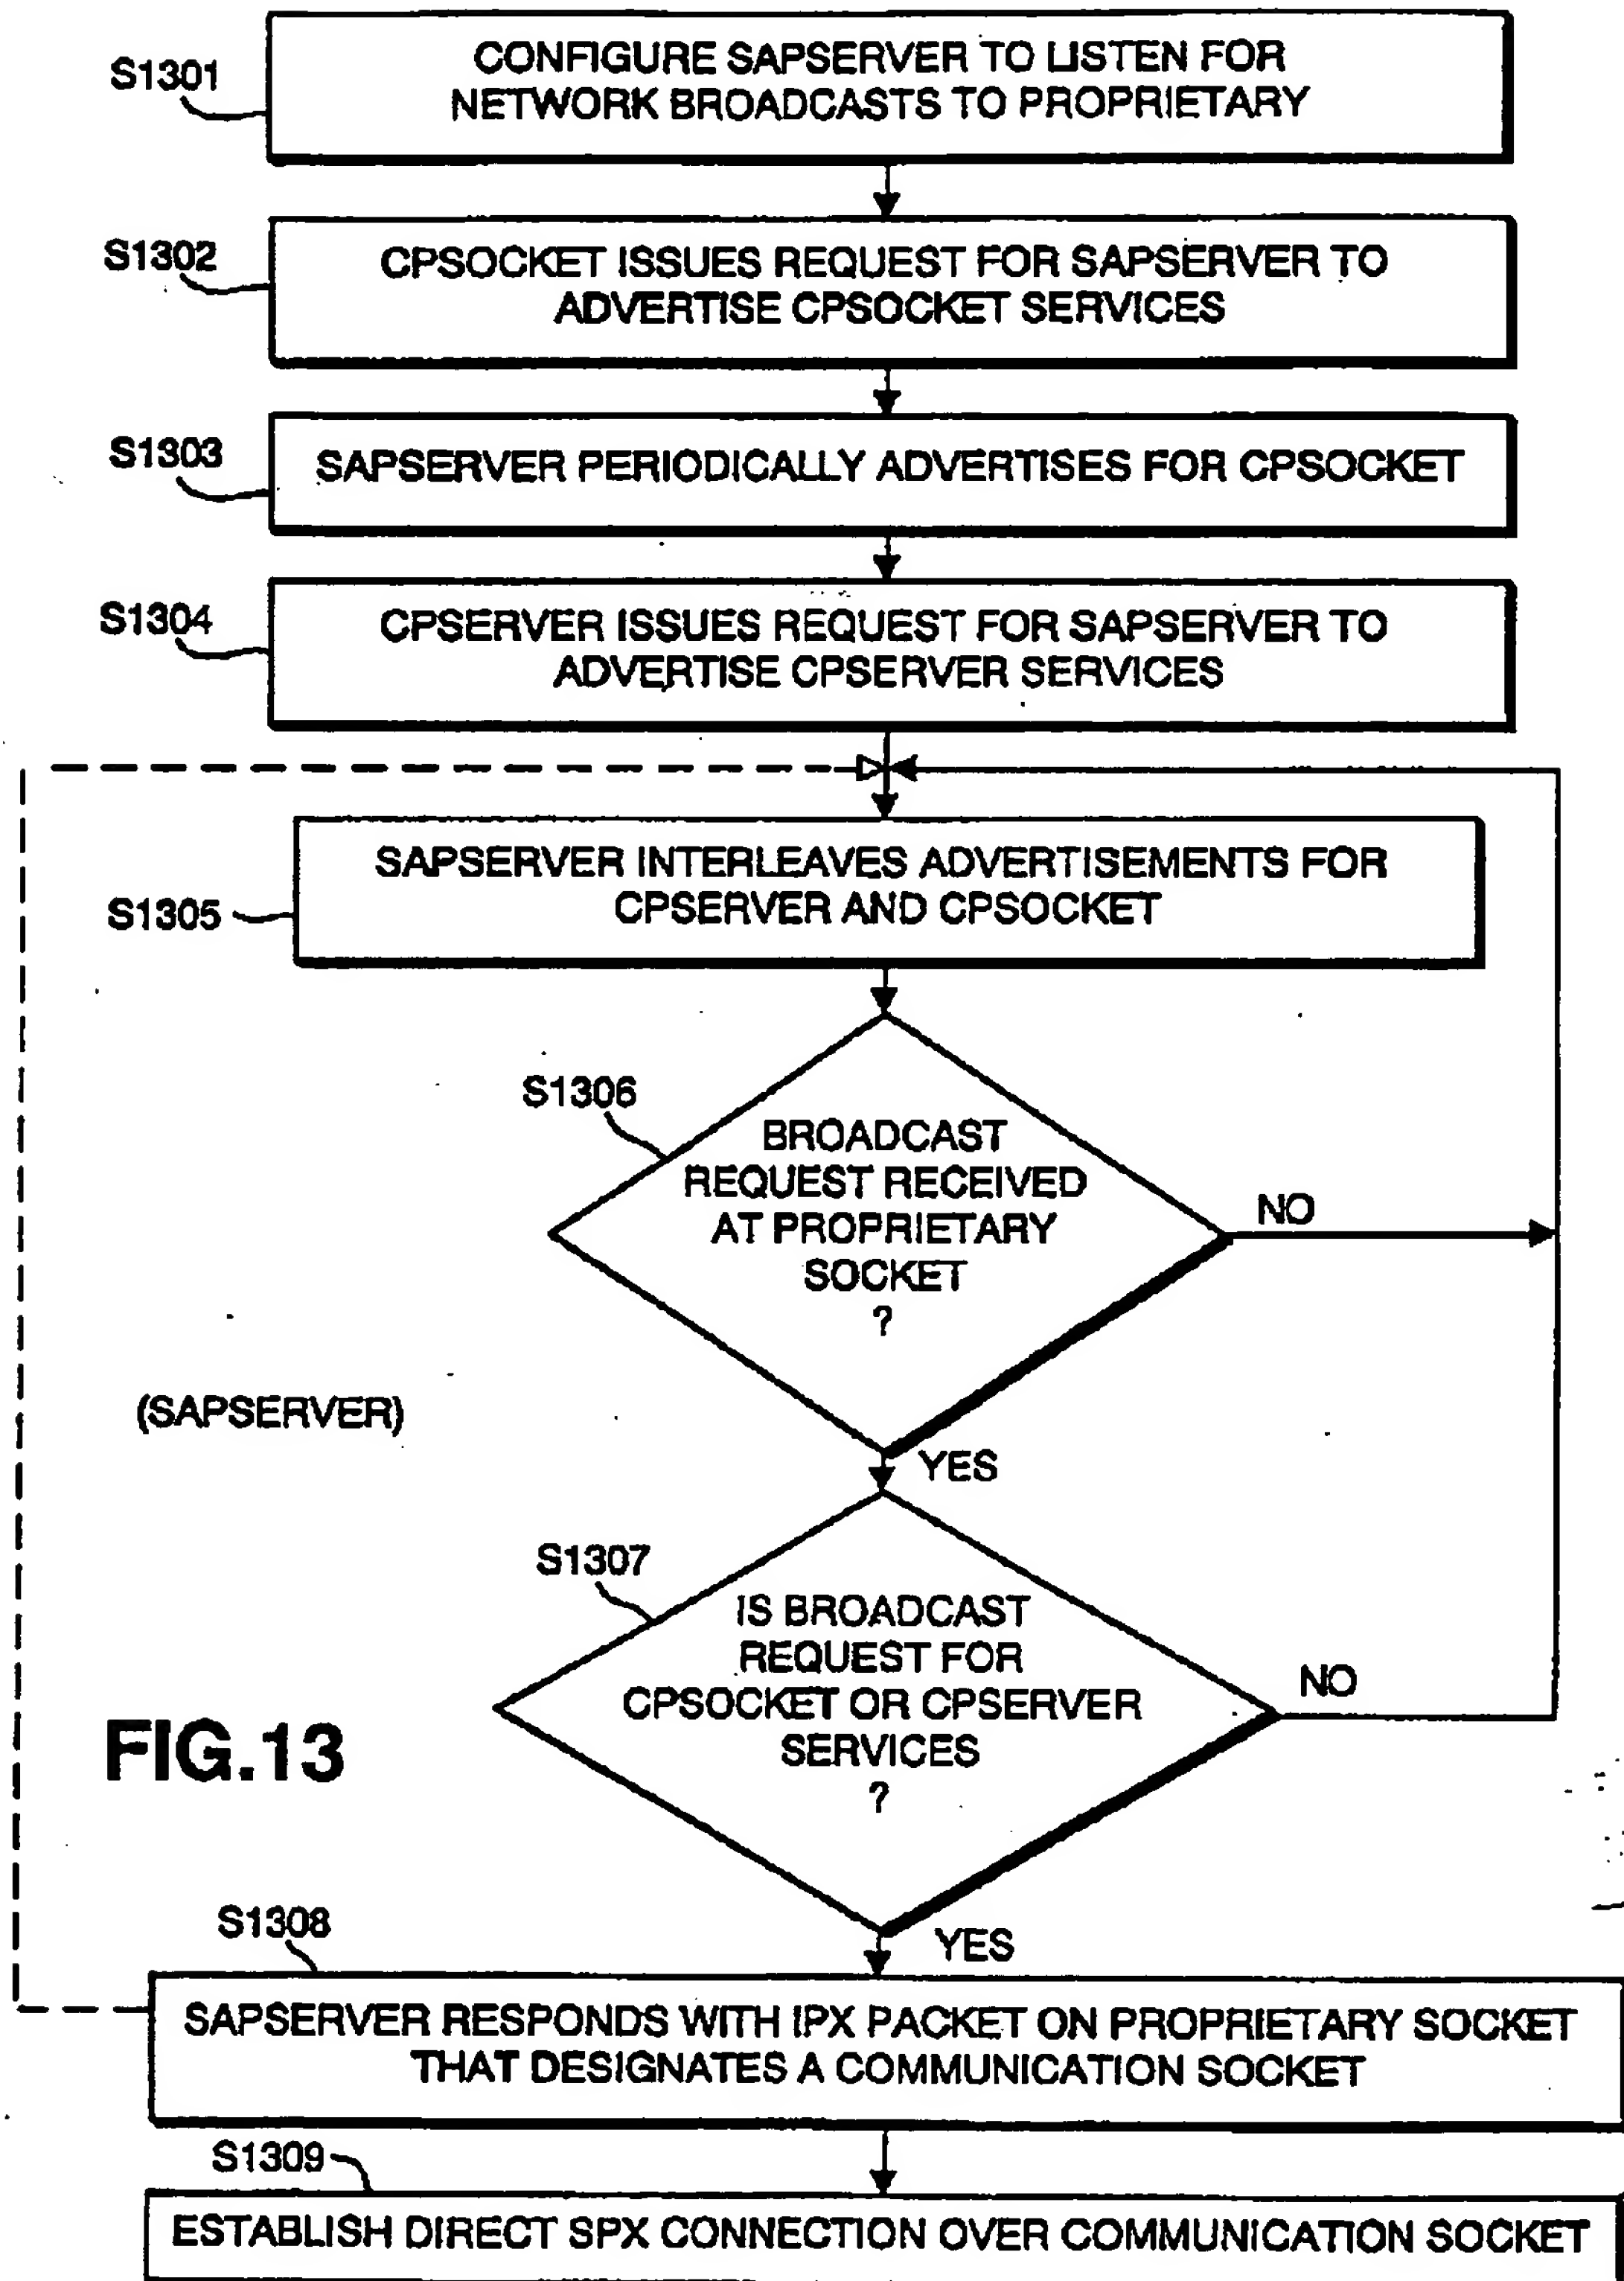 S1301
CONFIGURE SAPSERVER TO LISTEN FOR
NETWORK BROADCASTS TO PROPRIETARY
S1302
CPSOCKET ISSUES REQUEST FOR SAPSERVER TO
ADVERTISE CPSOCKET SERVICES
S1303
SAPSERVER PERIODICALLY ADVERTISES FOR CPSOCKET
S1304
CPSERVER ISSUES REQUEST FOR SAPSERVER TO
ADVERTISE CPSERVER SERVICES
S1305
SAPSERVER INTERLEAVES ADVERTISEMENTS FOR
CPSERVER AND CPSOCKET
S1306
BROADCAST
REQUEST RECEIVED
AT PROPRIETARY
SOCKET
?
NO
YES
(SAPSERVER)
S1307
IS BROADCAST
REQUEST FOR
CPSOCKET OR CPSERVER
SERVICES
?
NO
YES
FIG.13
S1308
SAPSERVER RESPONDS WITH IPX PACKET ON PROPRIETARY SOCKET
THAT DESIGNATES A COMMUNICATION SOCKET
S1309
ESTABLISH DIRECT SPX CONNECTION OVER COMMUNICATION SOCKET